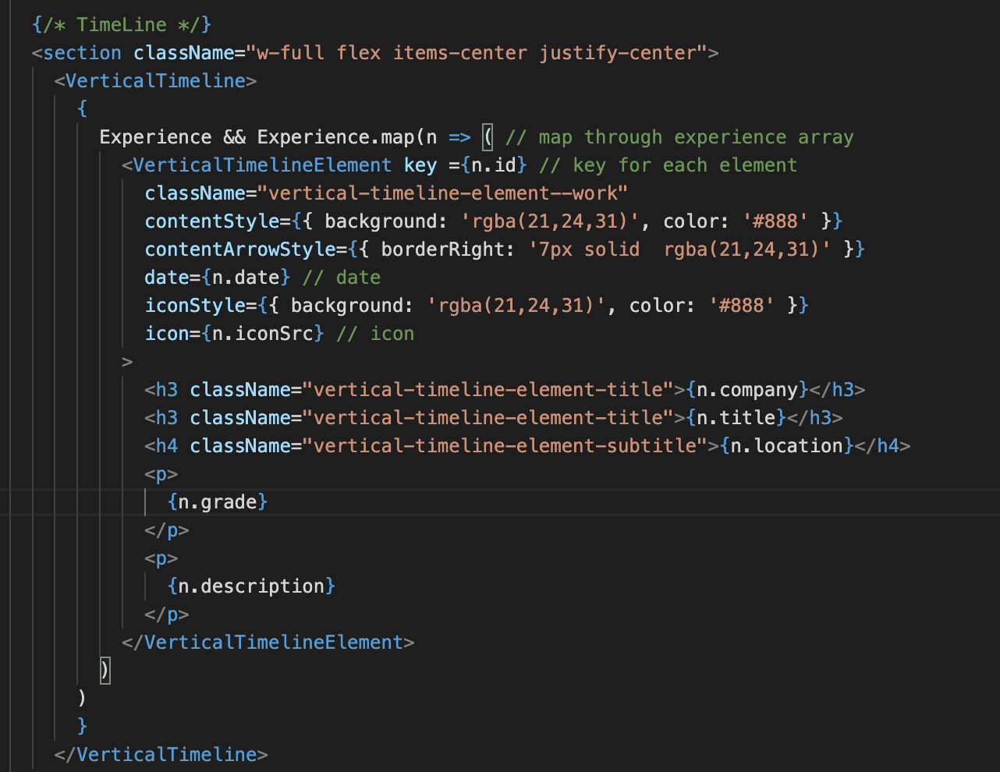 {/* TimeLine */}
<section className="w-full flex items-center justify-center">
<VerticalTimeline>
{
Experience && Experience.map(n => ( // map through experience array
<VerticalTimelineElement key ={n.id} // key for each element
className="vertical-timeline-element--work"
contentStyle={{ background: 'rgba(21,24,31)', color: '#888' }}
contentArrowStyle={{ borderRight: '7px solid  rgba(21,24,31)' }}
date={n.date} // date
iconStyle={{ background: 'rgba(21,24,31)', color: '#888' }}
icon={n.iconSrc} // icon
>
<h3 className="vertical-timeline-element-title">{n.company}</h3>
<h3 className="vertical-timeline-element-title">{n.title}</h3>
<h4 className="vertical-timeline-element-subtitle">{n.location}</h4>
<p>
{n.grade}
</p>
<p>
{n.description}
</p>
</VerticalTimelineElement>
)
)
}
</VerticalTimeline>